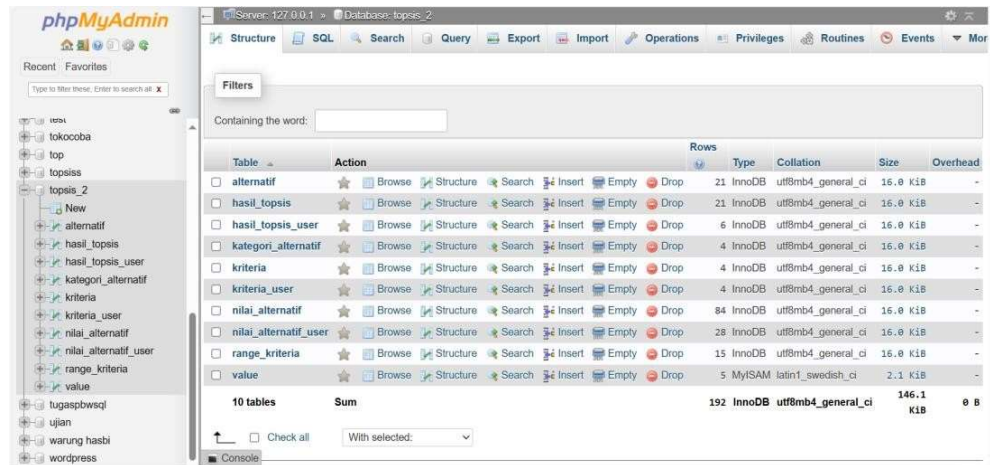 phpMyAdmin
Recent Favorites
Type to filter these, Enter to search all X
test
tokocoba
top
topsiss
topsis_2
New
alternatif
hasil_topsis
hasil_topsis_user
kategori_alternatif
kriteria
kriteria_user
nilai_alternatif
nilai_alternatif_user
range_kriteria
value
tugaspbwsql
ujian
warung hasbi
wordpress
Server: 127.0.0.1 » Database: topsis_2
Structure SQL Search Query Export Import Operations Privileges Routines Events Mor
Filters
Containing the word:
Table Action Rows Type Collation Size Overhead
alternatif Browse Structure Search Insert Empty Drop 21 InnoDB utf8mb4_general_ci 16.0 KiB -
hasil_topsis Browse Structure Search Insert Empty Drop 21 InnoDB utf8mb4_general_ci 16.0 KiB -
hasil_topsis_user Browse Structure Search Insert Empty Drop 6 InnoDB utf8mb4_general_ci 16.0 KiB -
kategori_alternatif Browse Structure Search Insert Empty Drop 4 InnoDB utf8mb4_general_ci 16.0 KiB -
kriteria Browse Structure Search Insert Empty Drop 4 InnoDB utf8mb4_general_ci 16.0 KiB -
kriteria_user Browse Structure Search Insert Empty Drop 4 InnoDB utf8mb4_general_ci 16.0 KiB -
nilai_alternatif Browse Structure Search Insert Empty Drop 84 InnoDB utf8mb4_general_ci 16.0 KiB -
nilai_alternatif_user Browse Structure Search Insert Empty Drop 28 InnoDB utf8mb4_general_ci 16.0 KiB -
range_kriteria Browse Structure Search Insert Empty Drop 15 InnoDB utf8mb4_general_ci 16.0 KiB -
value Browse Structure Search Insert Empty Drop 5 MyISAM latin1_swedish_ci 2.1 KiB -
10 tables Sum 192 InnoDB utf8mb4_general_ci 146.1 KiB 0 B
Check all With selected:
Console